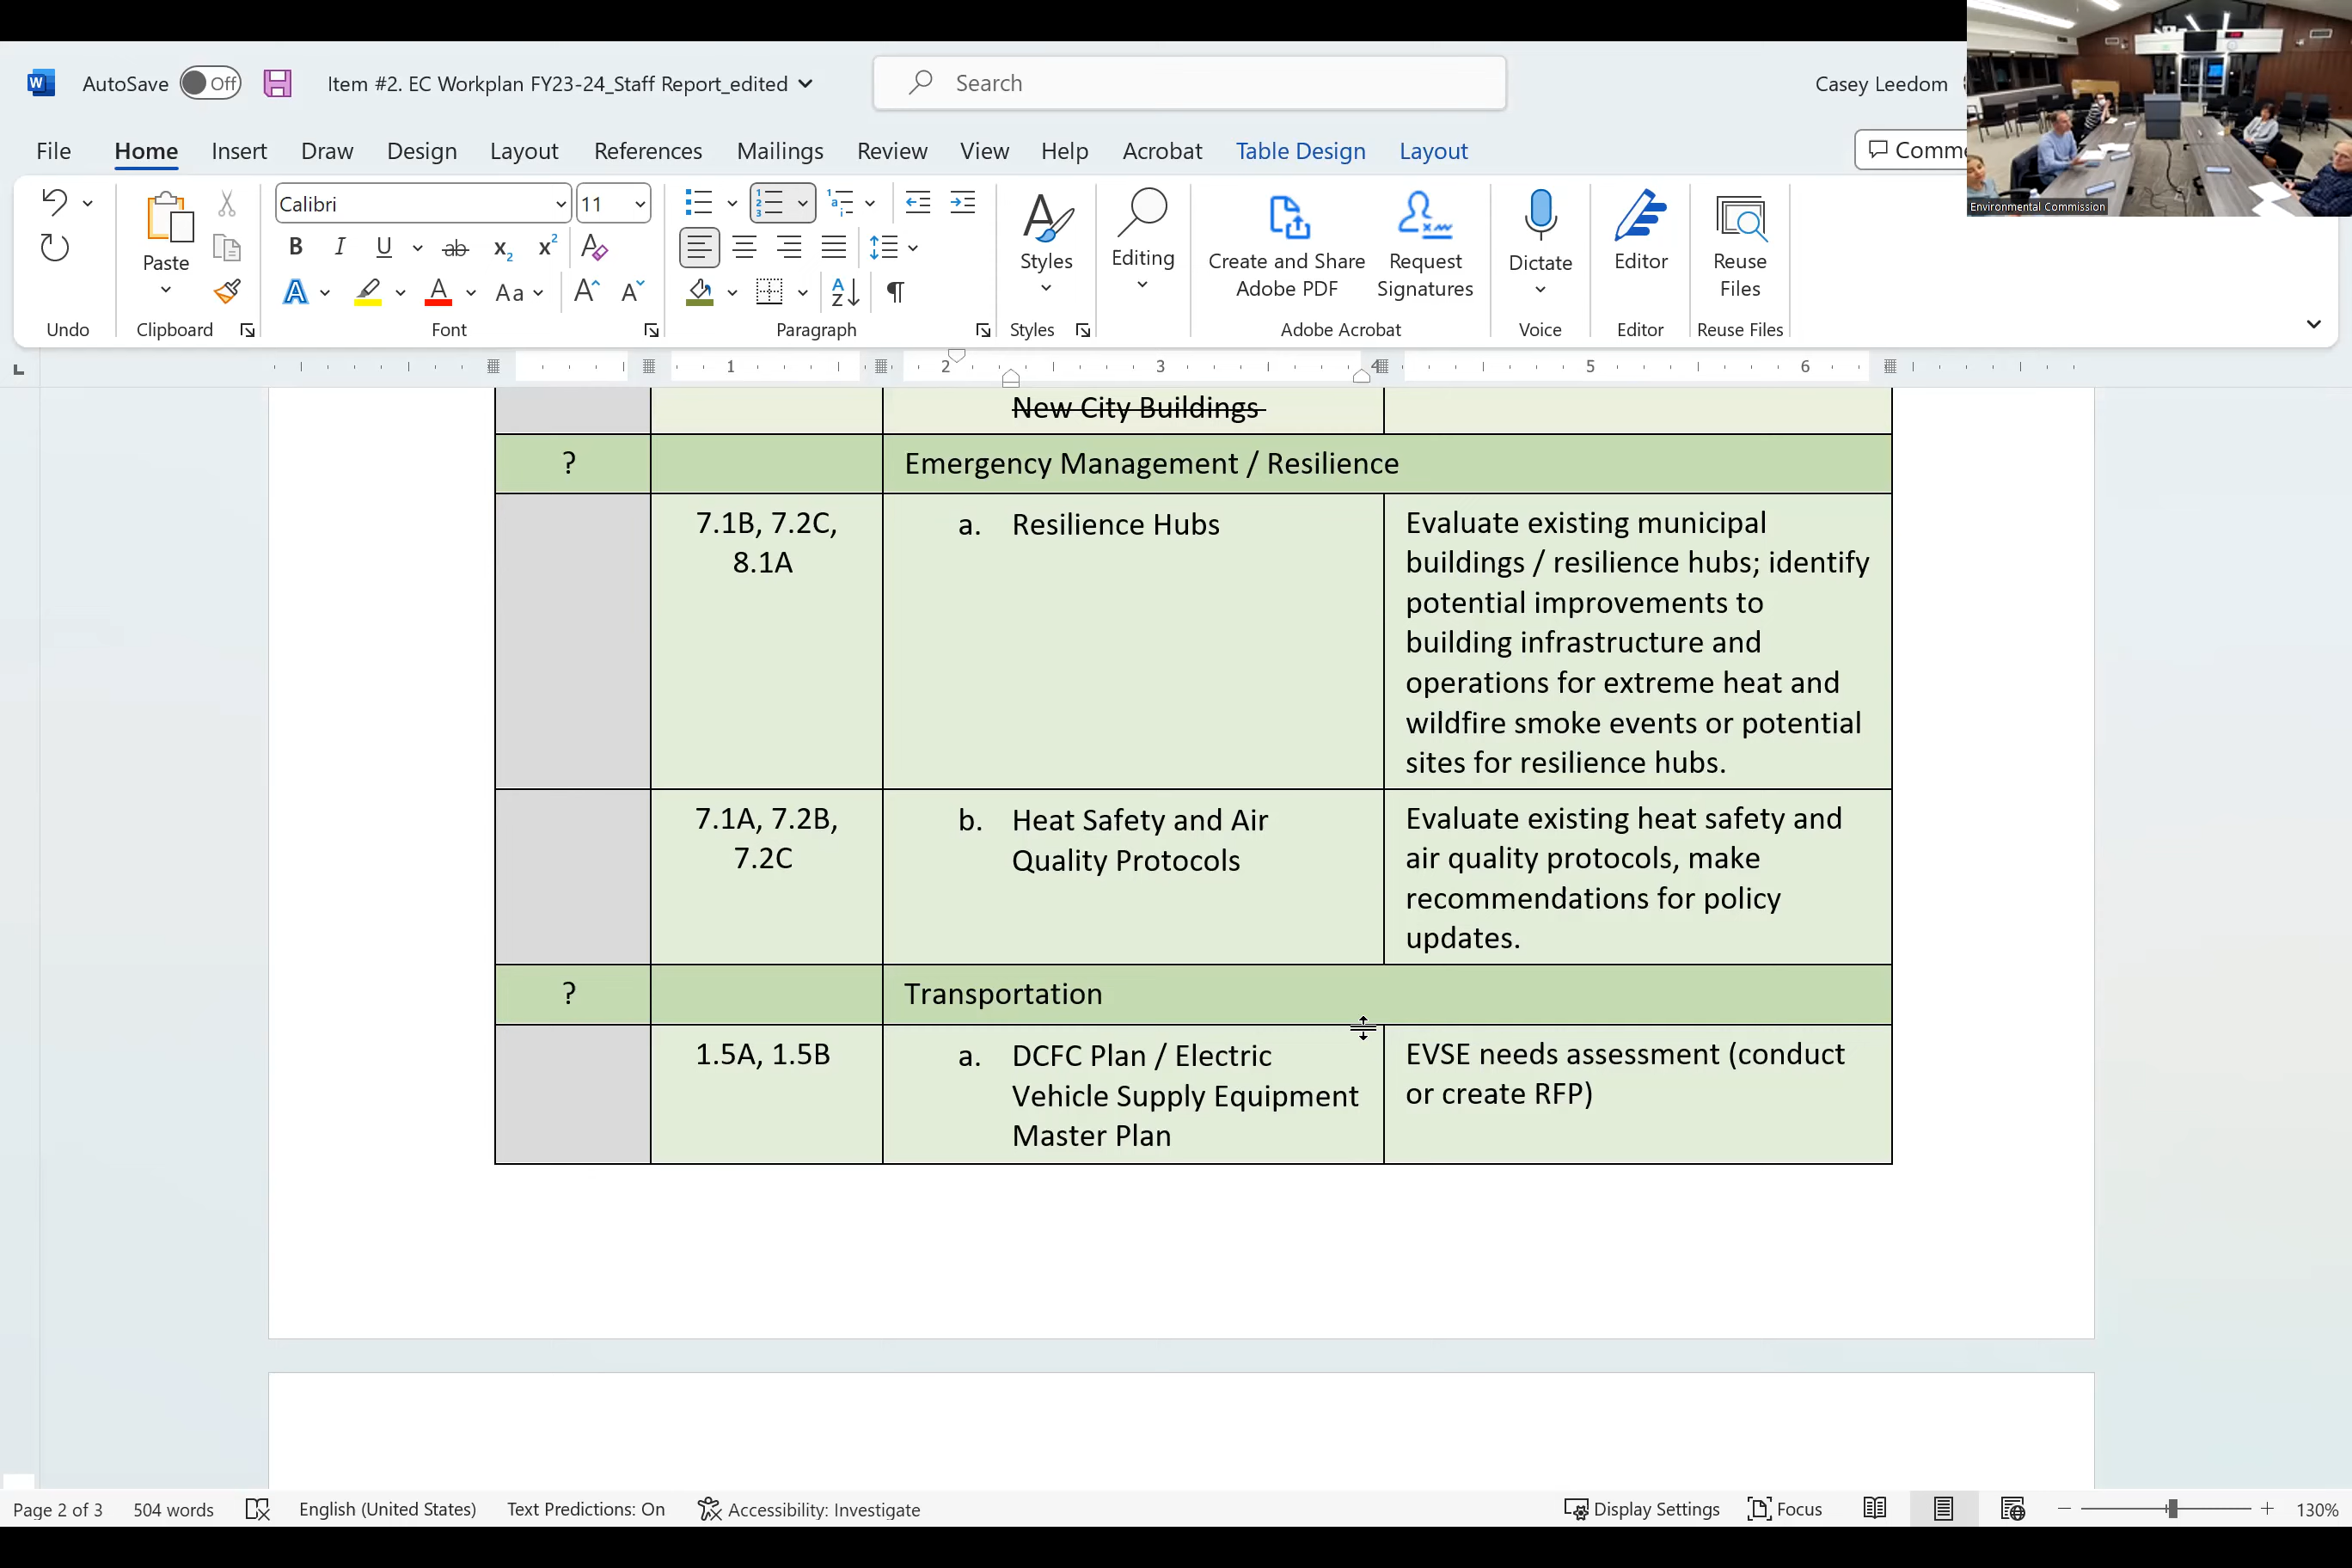 AutoSave Off Item #2. EC Workplan FY23-24_Staff Report_edited Search Casey Leedom
File Home Insert Draw Design Layout References Mailings Review View Help Acrobat Table Design Layout Comme
Environmental Commission
Calibri 11
Paste
Styles
Editing
Create and Share
Adobe PDF
Request
Signatures
Dictate
Editor
Reuse
Files
Undo Clipboard Font Paragraph Styles Adobe Acrobat Voice Editor Reuse Files
1 2 3 4 5 6
New City Buildings
? Emergency Management / Resilience
7.1B, 7.2C,
8.1A
a. Resilience Hubs
Evaluate existing municipal
buildings / resilience hubs; identify
potential improvements to
building infrastructure and
operations for extreme heat and
wildfire smoke events or potential
sites for resilience hubs.
7.1A, 7.2B,
7.2C
b. Heat Safety and Air
Quality Protocols
Evaluate existing heat safety and
air quality protocols, make
recommendations for policy
updates.
? Transportation
1.5A, 1.5B
a. DCFC Plan / Electric
Vehicle Supply Equipment
Master Plan
EVSE needs assessment (conduct
or create RFP)
Page 2 of 3 504 words English (United States) Text Predictions: On Accessibility: Investigate Display Settings Focus 130%